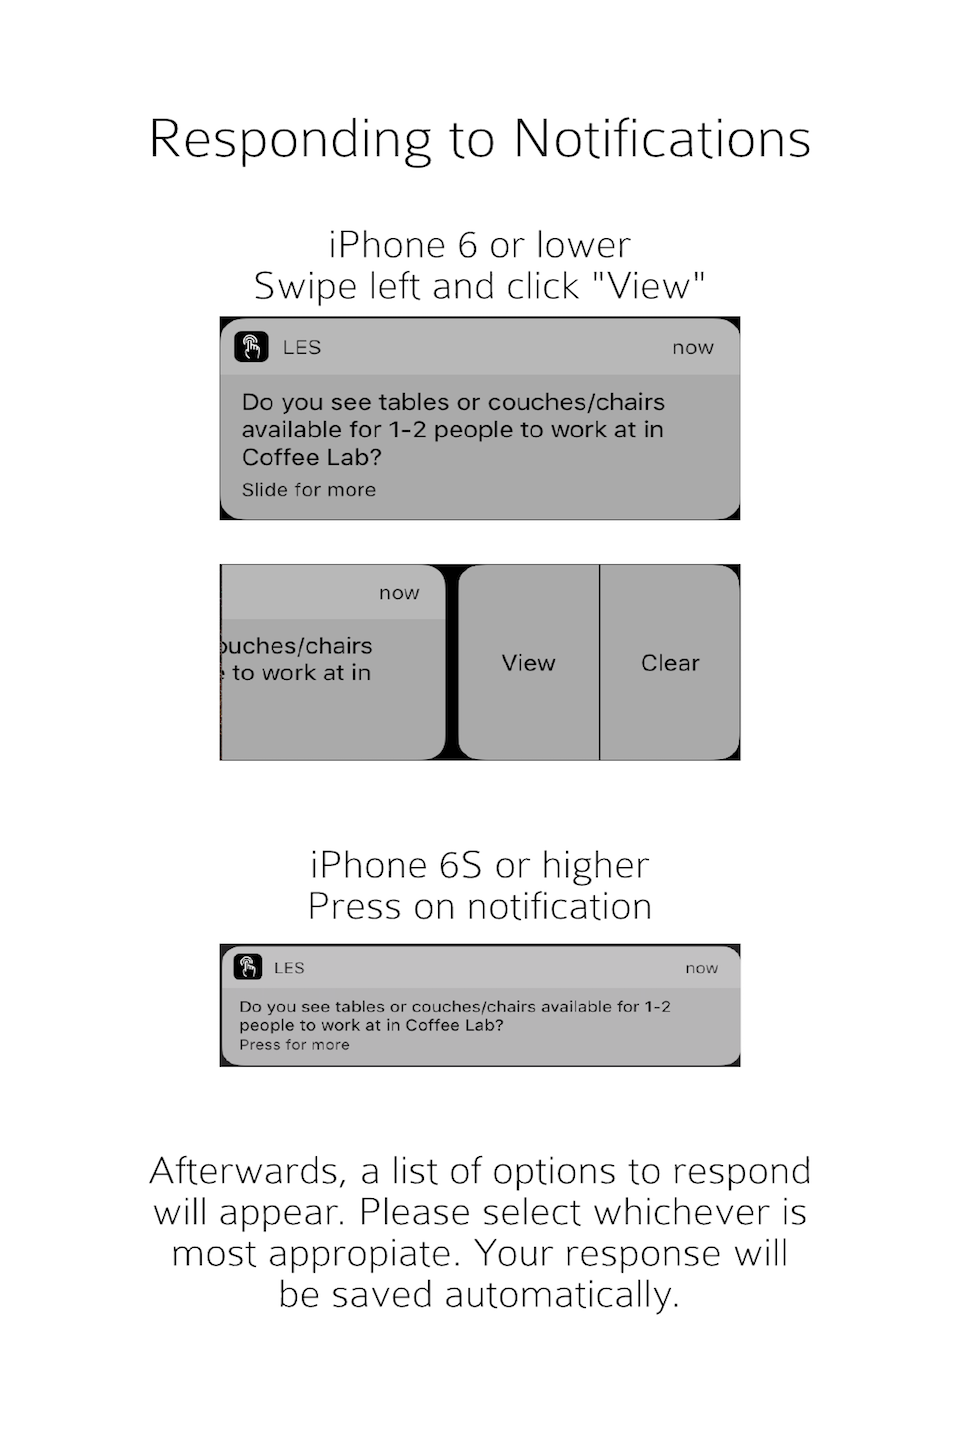 Responding to Notifications
iPhone 6 or lower
Swipe left and click "View"
LES now
Do you see tables or couches/chairs
available for 1-2 people to work at in
Coffee Lab?
Slide for more
now
ouches/chairs
to work at in
View Clear
iPhone 6S or higher
Press on notification
LES now
Do you see tables or couches/chairs available for 1-2
people to work at in Coffee Lab?
Press for more
Afterwards, a list of options to respond
will appear. Please select whichever is
most appropiate. Your response will
be saved automatically.